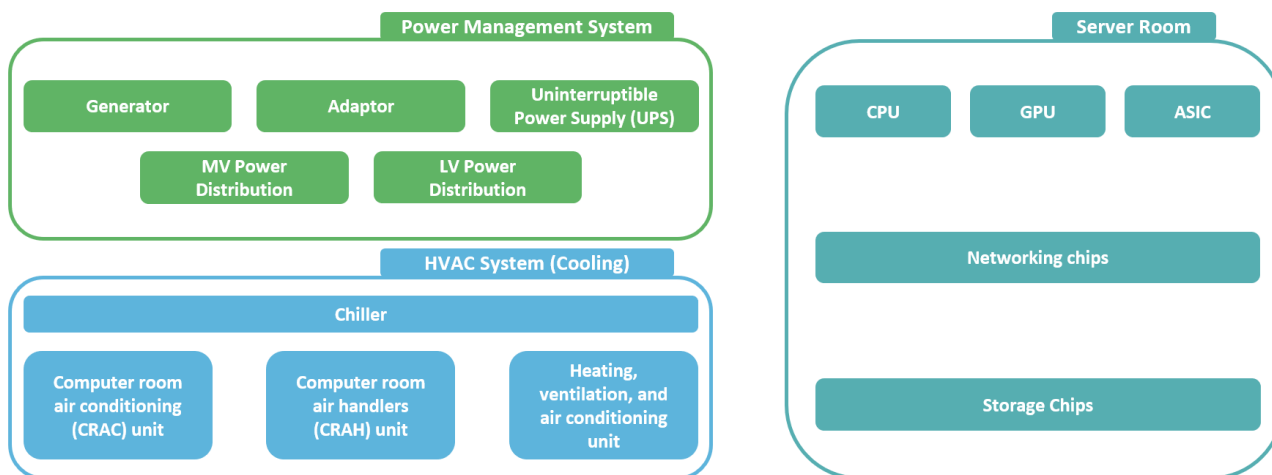 Power Management System
Generator
Adaptor
Uninterruptible
Power Supply (UPS)
MV Power
Distribution
LV Power
Distribution
HVAC System (Cooling)
Chiller
Computer room
air conditioning
(CRAC) unit
Computer room
air handlers
(CRAH) unit
Heating,
ventilation, and
air conditioning
unit
Server Room
CPU
GPU
ASIC
Networking chips
Storage Chips